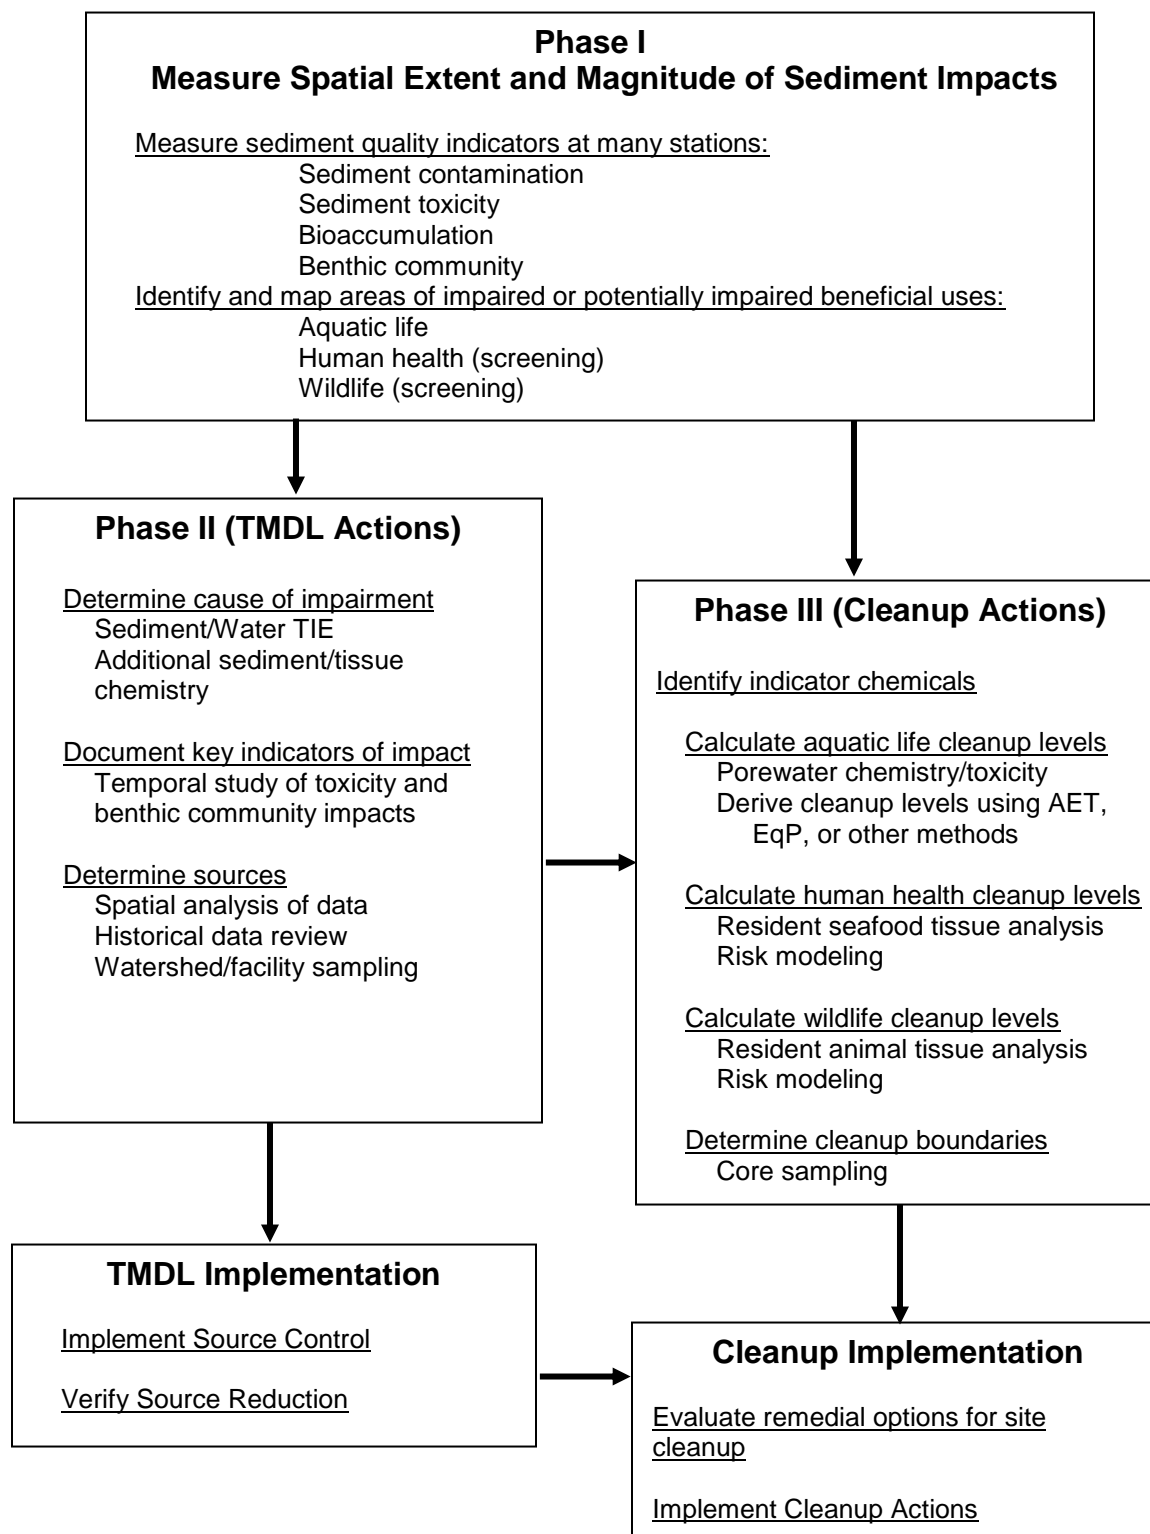 Phase I
Measure Spatial Extent and Magnitude of Sediment Impacts
Measure sediment quality indicators at many stations:
Sediment contamination
Sediment toxicity
Bioaccumulation
Benthic community
Identify and map areas of impaired or potentially impaired beneficial uses:
Aquatic life
Human health (screening)
Wildlife (screening)
Phase II (TMDL Actions)
Determine cause of impairment
Sediment/Water TIE
Additional sediment/tissue
chemistry
Document key indicators of impact
Temporal study of toxicity and
benthic community impacts
Determine sources
Spatial analysis of data
Historical data review
Watershed/facility sampling
Phase III (Cleanup Actions)
Identify indicator chemicals
Calculate aquatic life cleanup levels
Porewater chemistry/toxicity
Derive cleanup levels using AET,
EqP, or other methods
Calculate human health cleanup levels
Resident seafood tissue analysis
Risk modeling
Calculate wildlife cleanup levels
Resident animal tissue analysis
Risk modeling
Determine cleanup boundaries
Core sampling
TMDL Implementation
Implement Source Control
Verify Source Reduction
Cleanup Implementation
Evaluate remedial options for site
cleanup
Implement Cleanup Actions